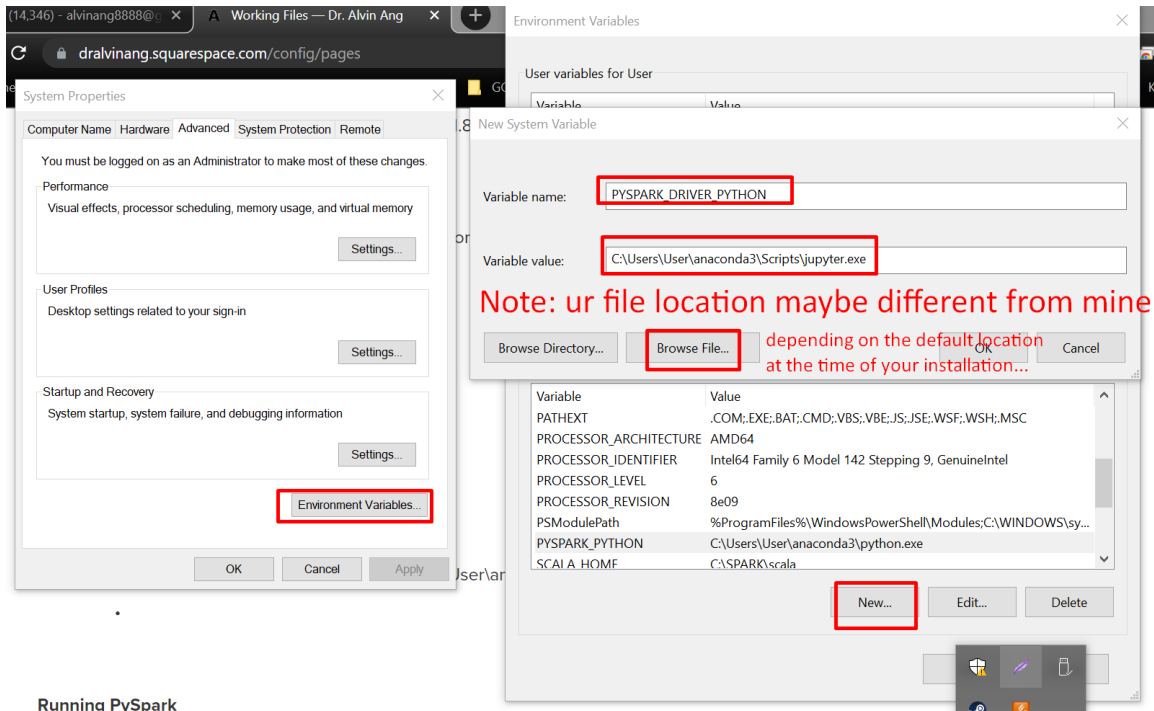 (14,346) - alvinang8888@g
A Working Files — Dr. Alvin Ang
dralvinang.squarespace.com/config/pages
System Properties
Computer Name Hardware Advanced System Protection Remote
You must be logged on as an Administrator to make most of these changes.
Performance
Visual effects, processor scheduling, memory usage, and virtual memory
Settings...
User Profiles
Desktop settings related to your sign-in
Settings...
Startup and Recovery
System startup, system failure, and debugging information
Settings...
Environment Variables...
OK Cancel Apply
Running PySpark
Environment Variables
User variables for User
Variable Value
New System Variable
Variable name: PYSPARK_DRIVER_PYTHON
Variable value: C:\Users\User\anaconda3\Scripts\jupyter.exe
Note: ur file location maybe different from mine
depending on the default location
at the time of your installation...
Browse Directory... Browse File... OK Cancel
Variable Value
PATHEXT .COM;.EXE;.BAT;.CMD;.VBS;.VBE;.JS;.JSE;.WSF;.WSH;.MSC
PROCESSOR_ARCHITECTURE AMD64
PROCESSOR_IDENTIFIER Intel64 Family 6 Model 142 Stepping 9, GenuineIntel
PROCESSOR_LEVEL 6
PROCESSOR_REVISION 8e09
PSModulePath %ProgramFiles%\WindowsPowerShell\Modules;C:\WINDOWS\sy...
PYSPARK_PYTHON C:\Users\User\anaconda3\python.exe
SCALA_HOME C:\SPARK\scala
New... Edit... Delete